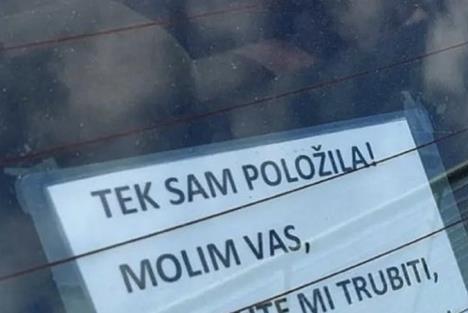 TEK SAM POLOŽILA!
MOLIM VAS,
MI TRUBITI,